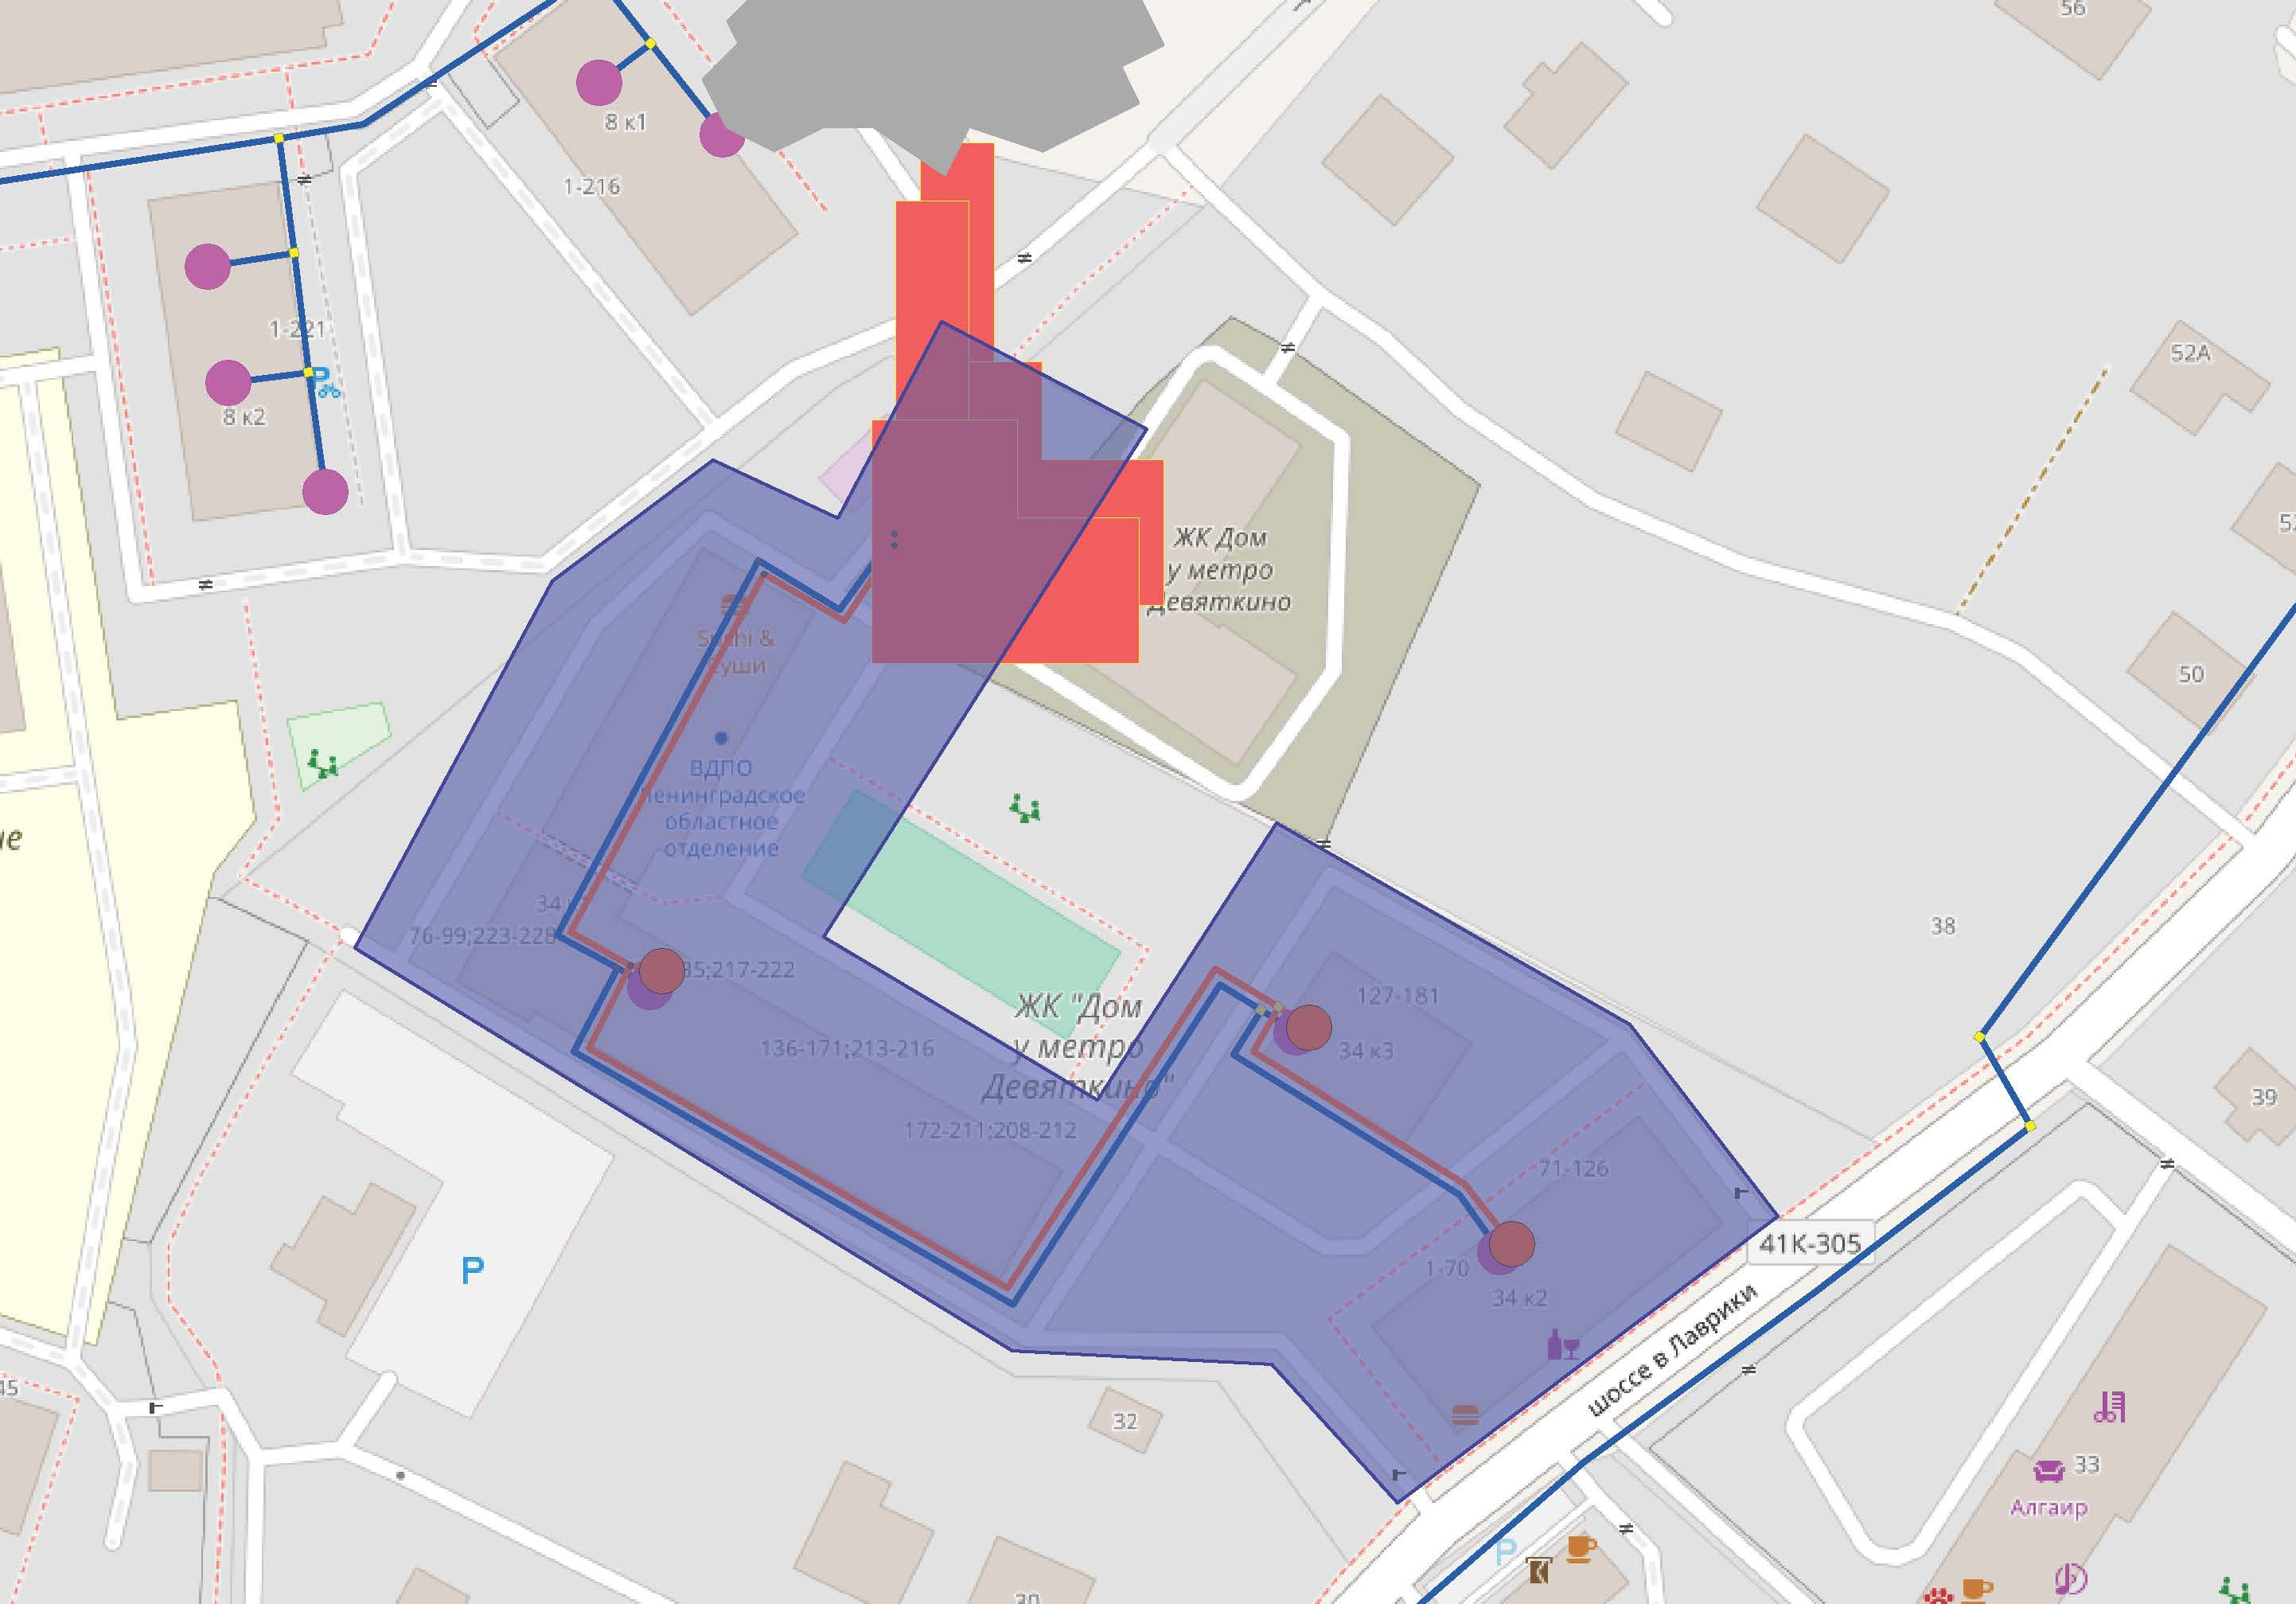 56
8 к1
1-216
1-221
P
8 к2
52А
ЖК Дом
у метро
Девяткино
Sushi &
Суши
50
ВДПО
Ленинградское
областное
отделение
38
34
76-99;223-228
35;217-222
ЖК "Дом
у метро
Девяткино"
127-181
34 к3
136-171;213-216
172-211;208-212
39
71-126
41К-305
1-70
34 к2
P
шоссе в Лаврики
45
32
33
Алгаир
P
30